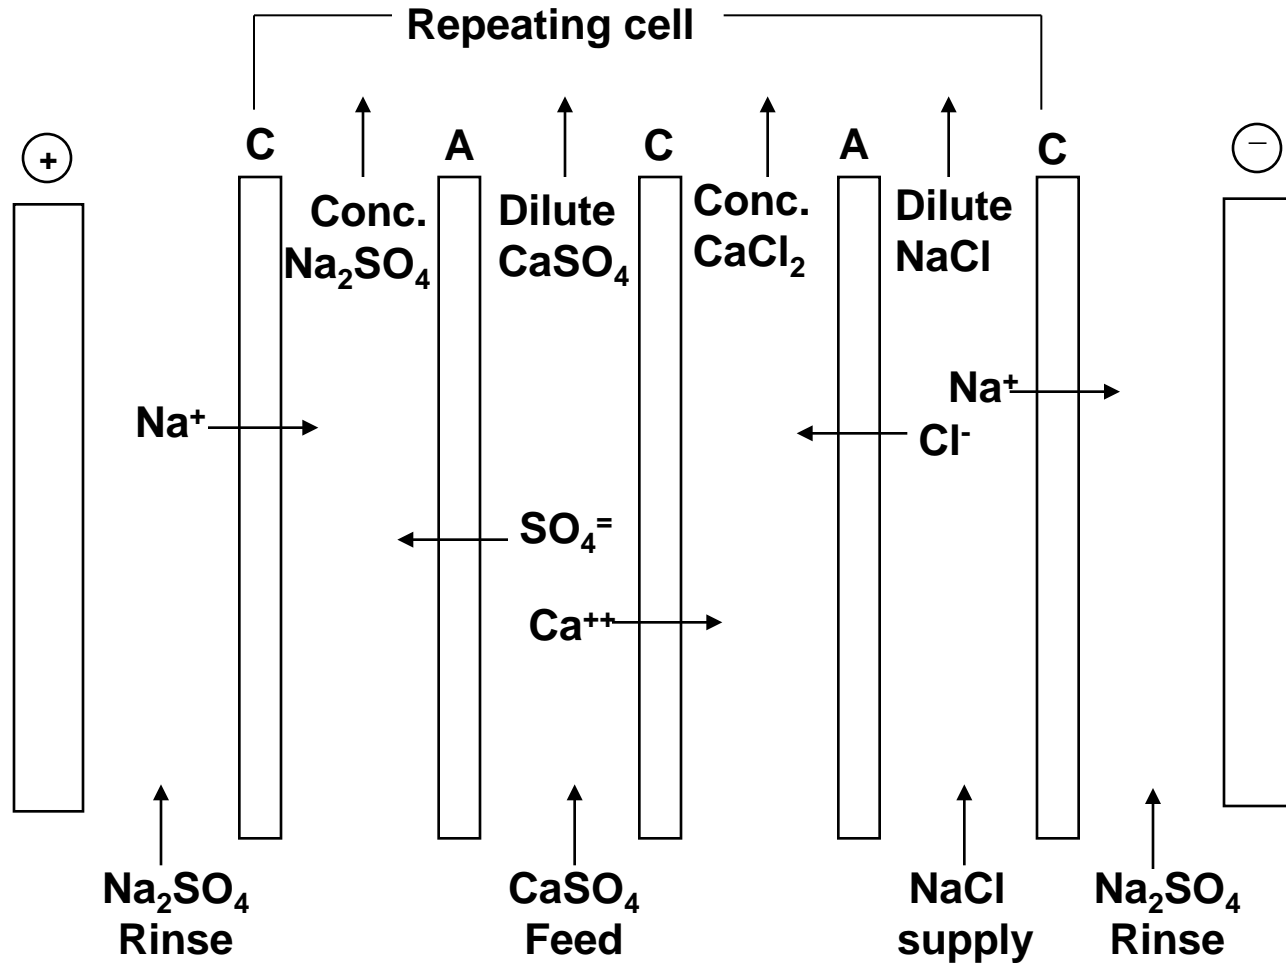 Repeating cell
+
C
A
C
A
C
–
Conc.
Na₂SO₄
Dilute
CaSO₄
Conc.
CaCl₂
Dilute
NaCl
Na⁺
Na⁺
Cl⁻
SO₄⁼
Ca⁺⁺
Na₂SO₄
Rinse
CaSO₄
Feed
NaCl
supply
Na₂SO₄
Rinse